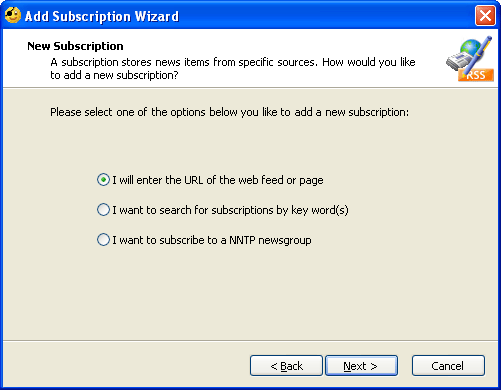 Add Subscription Wizard
New Subscription
A subscription stores news items from specific sources. How would you like
to add a new subscription?
RSS
Please select one of the options below you like to add a new subscription:
I will enter the URL of the web feed or page
I want to search for subscriptions by key word(s)
I want to subscribe to a NNTP newsgroup
< Back
Next >
Cancel